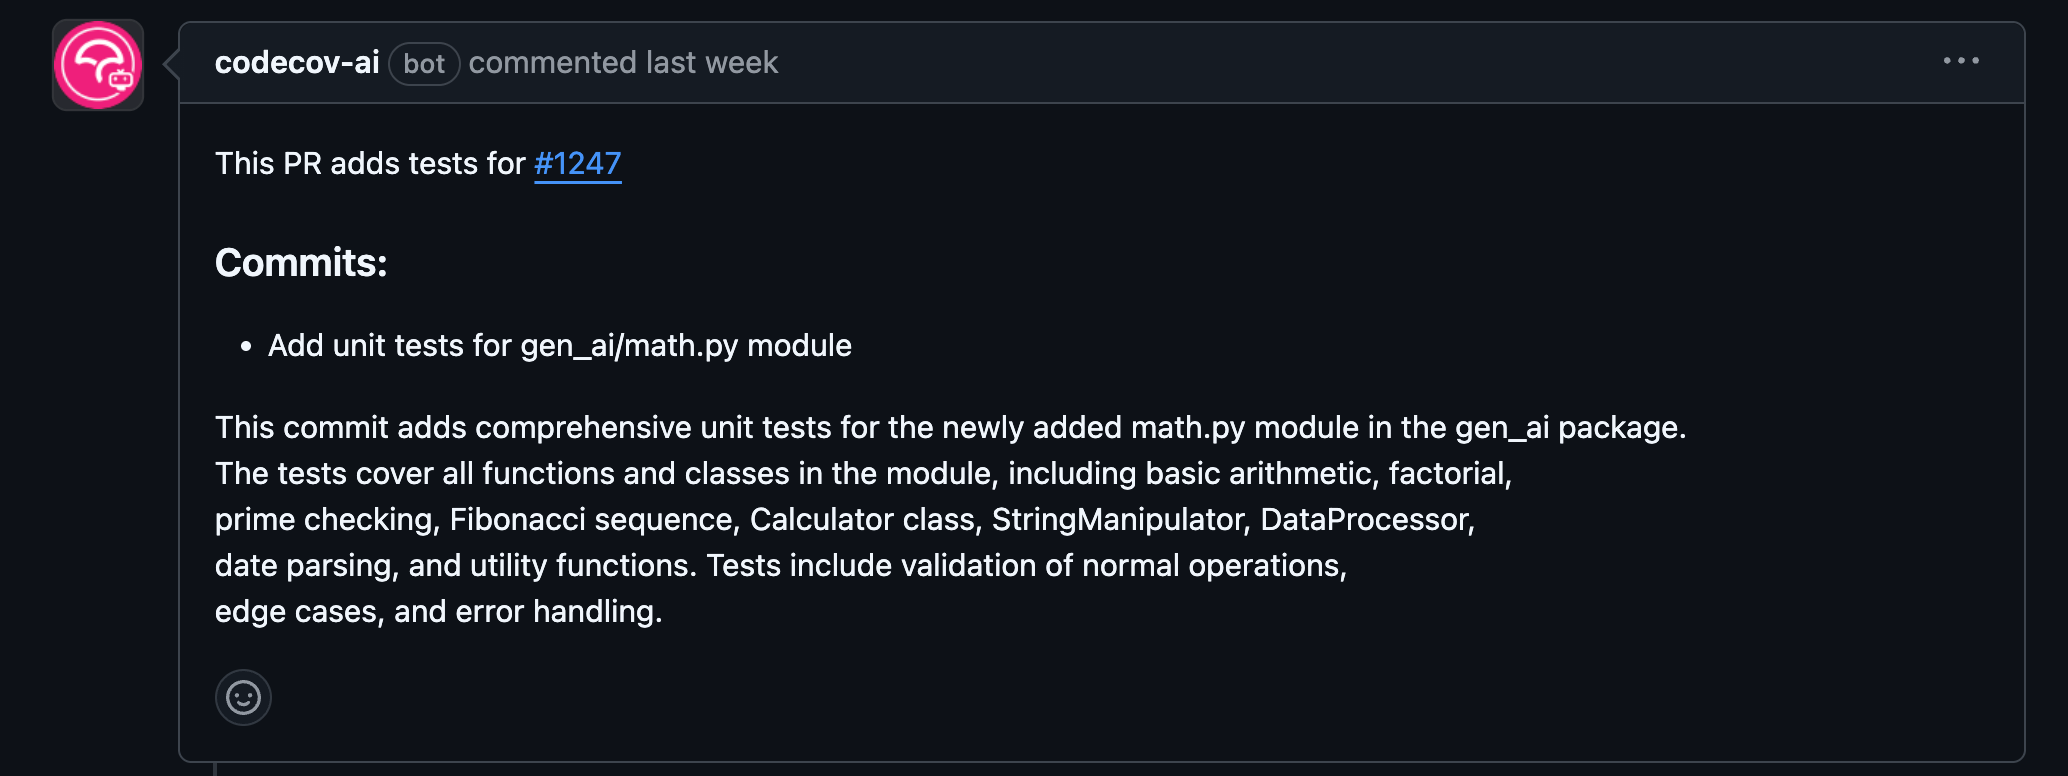 codecov-ai bot commented last week
This PR adds tests for #1247
Commits:
• Add unit tests for gen_ai/math.py module
This commit adds comprehensive unit tests for the newly added math.py module in the gen_ai package.
The tests cover all functions and classes in the module, including basic arithmetic, factorial,
prime checking, Fibonacci sequence, Calculator class, StringManipulator, DataProcessor,
date parsing, and utility functions. Tests include validation of normal operations,
edge cases, and error handling.